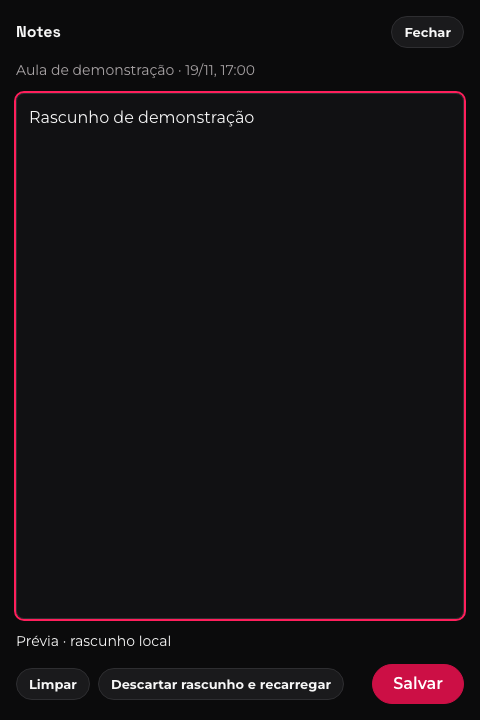 Notes
Fechar
Aula de demonstração · 19/11, 17:00
Rascunho de demonstração
Prévia · rascunho local
Limpar
Descartar rascunho e recarregar
Salvar